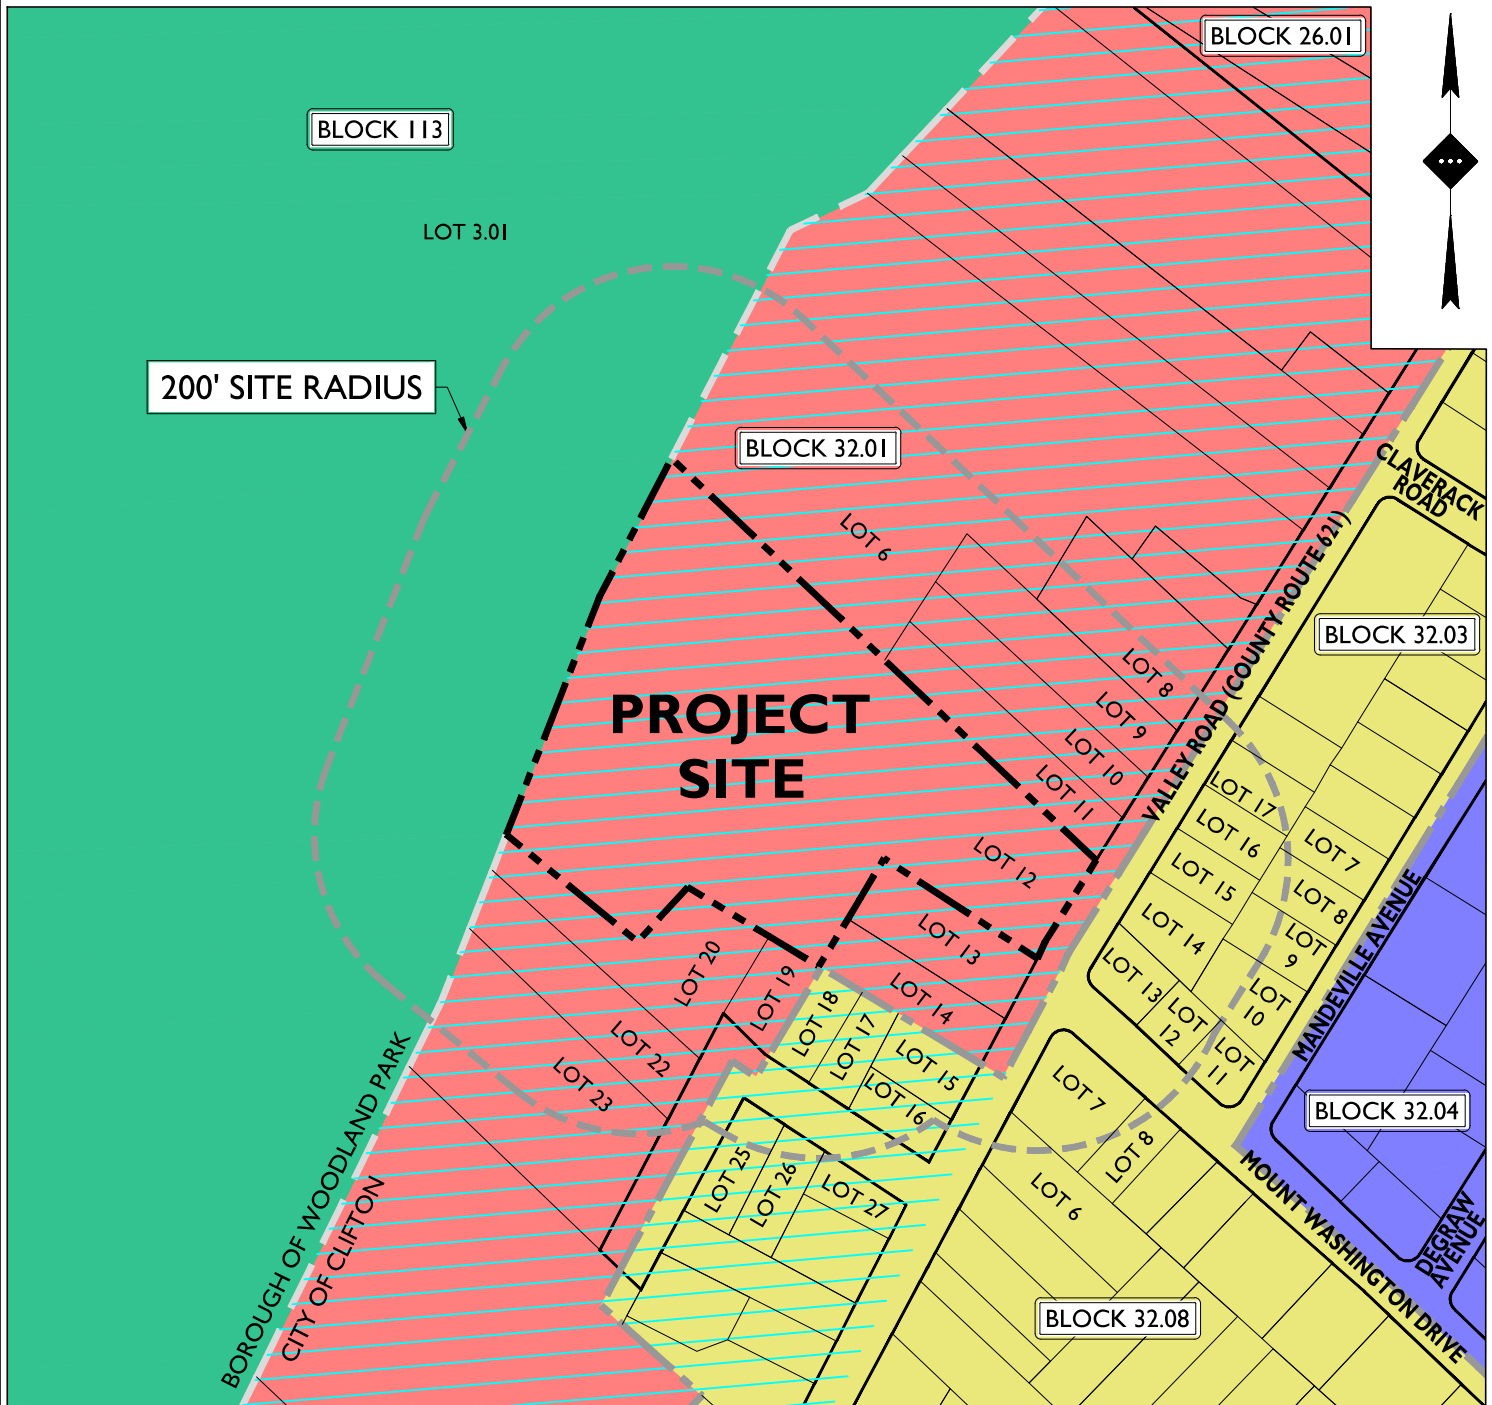 BLOCK 26.01
BLOCK 113
LOT 3.01
200' SITE RADIUS
BLOCK 32.01
CLAVERACK
ROAD
LOT 6
VALLEY ROAD (COUNTY ROUTE 621)
BLOCK 32.03
LOT 8
LOT 9
LOT 10
LOT 11
PROJECT
SITE
LOT 12
LOT 17
LOT 16
LOT 15
LOT 14
LOT 13
LOT
12
LOT
11
LOT 7
LOT 8
LOT
9
LOT
10
MANDEVILLE AVENUE
LOT 13
LOT 14
LOT 20
LOT 19
LOT 18
LOT 17
LOT 15
LOT 16
LOT 22
LOT 23
LOT 7
LOT 8
LOT 6
BLOCK 32.04
LOT 25
LOT 26
LOT 27
BOROUGH OF WOODLAND PARK
CITY OF CLIFTON
MOUNT WASHINGTON DRIVE
DEGRAW
AVENUE
BLOCK 32.08